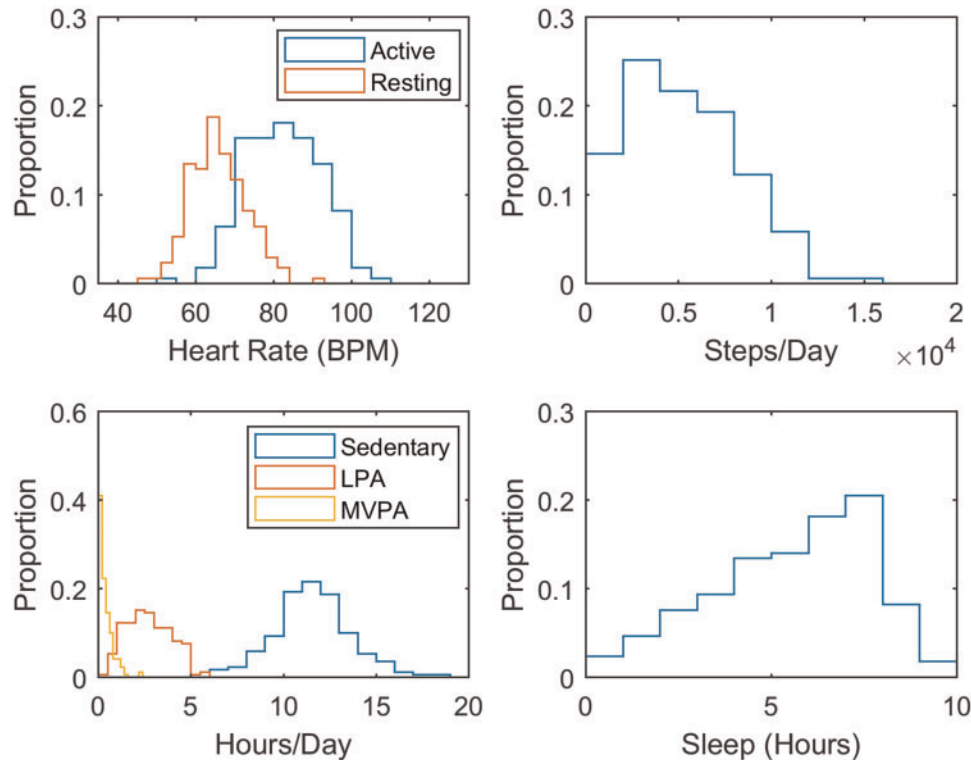 0.3
0.2
0.1
0
Proportion
40 60 80 100 120
Heart Rate (BPM)
Active
Resting
0.3
0.2
0.1
0
Proportion
0 0.5 1 1.5 2
×10⁴
Steps/Day
0.6
0.4
0.2
0
Proportion
0 5 10 15 20
Hours/Day
Sedentary
LPA
MVPA
0.3
0.2
0.1
0
Proportion
0 5 10
Sleep (Hours)